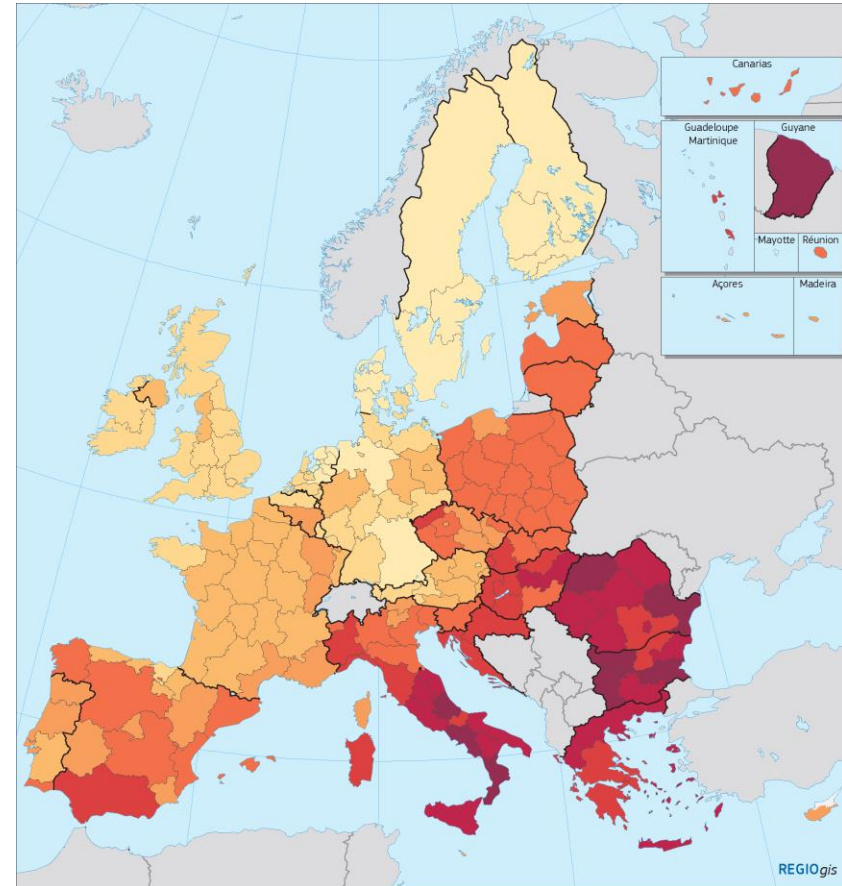 Canarias
Guadeloupe
Martinique
Guyane
Mayotte
Réunion
Açores
Madeira
REGIOgis